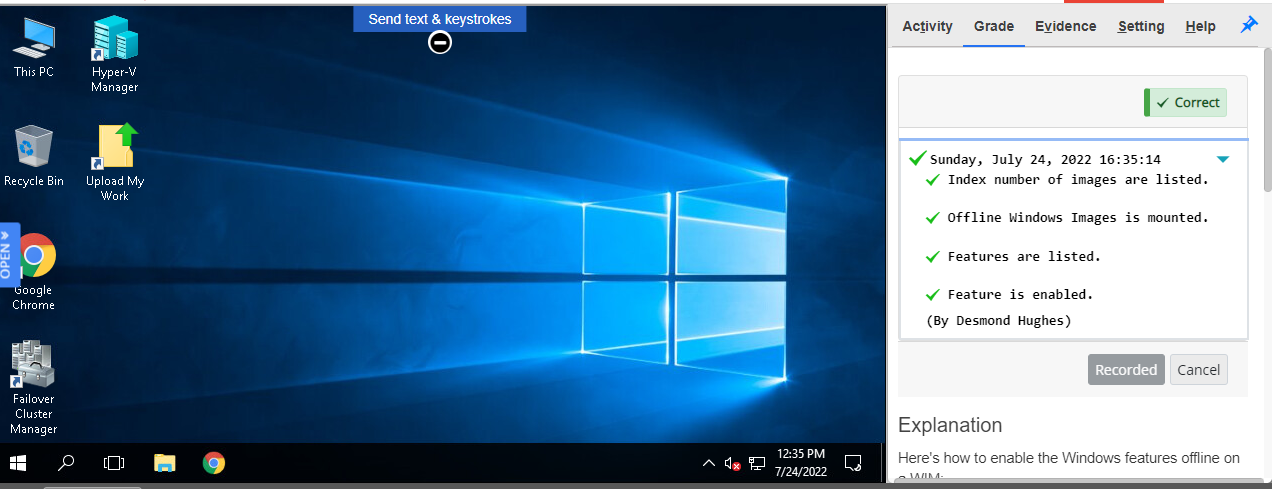 Send text & keystrokes
This PC
Hyper-V
Manager
Recycle Bin
Upload My
Work
OPEN
Google
Chrome
Failover
Cluster
Manager
12:35 PM
7/24/2022
Activity Grade Evidence Setting Help
Correct
Sunday, July 24, 2022 16:35:14
Index number of images are listed.
Offline Windows Images is mounted.
Features are listed.
Feature is enabled.
(By Desmond Hughes)
Recorded Cancel
Explanation
Here's how to enable the Windows features offline on
a WIM: